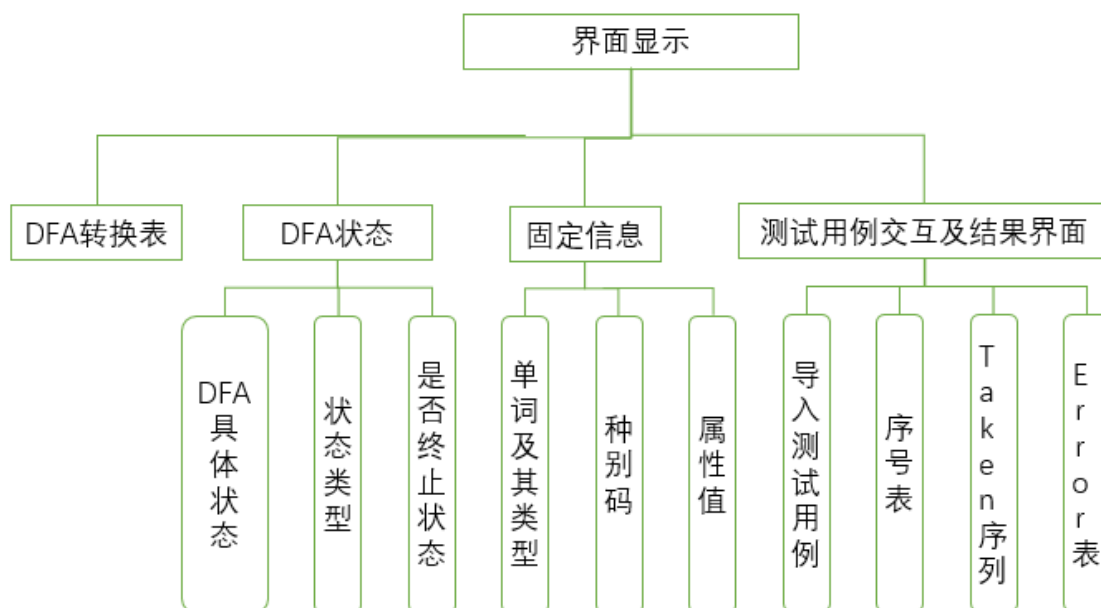 界面显示
DFA转换表
DFA状态
固定信息
测试用例交互及结果界面
DFA具体状态
状态类型
是否终止状态
单词及其类型
种别码
属性值
导入测试用例
序号表
Taken序列
Error表